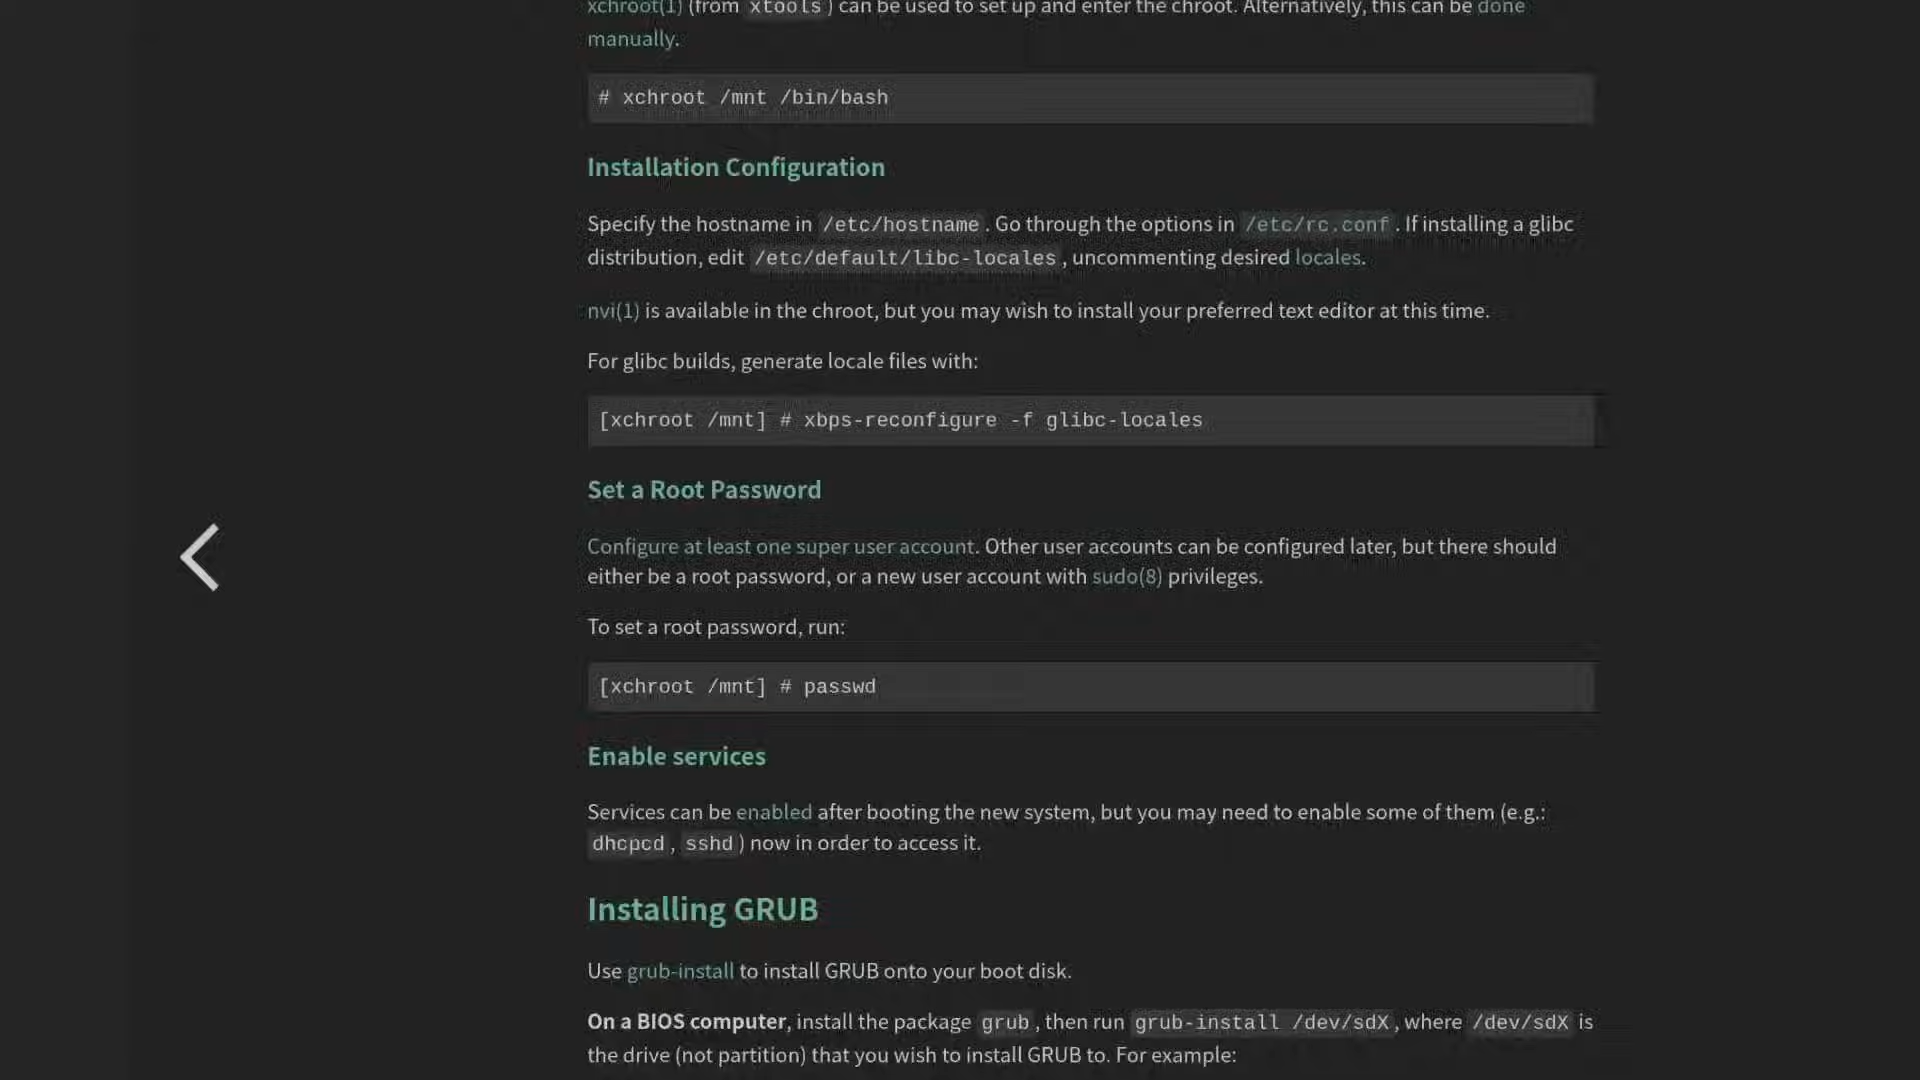 xchroot(1) (from xtools) can be used to set up and enter the chroot. Alternatively, this can be done
manually.
# xchroot /mnt /bin/bash
Installation Configuration
Specify the hostname in /etc/hostname. Go through the options in /etc/rc.conf. If installing a glibc
distribution, edit /etc/default/libc-locales, uncommenting desired locales.
nvi(1) is available in the chroot, but you may wish to install your preferred text editor at this time.
For glibc builds, generate locale files with:
[xchroot /mnt] # xbps-reconfigure -f glibc-locales
Set a Root Password
Configure at least one super user account. Other user accounts can be configured later, but there should
either be a root password, or a new user account with sudo(8) privileges.
To set a root password, run:
[xchroot /mnt] # passwd
Enable services
Services can be enabled after booting the new system, but you may need to enable some of them (e.g.:
dhcpcd, sshd) now in order to access it.
Installing GRUB
Use grub-install to install GRUB onto your boot disk.
On a BIOS computer, install the package grub, then run grub-install /dev/sdX, where /dev/sdX is
the drive (not partition) that you wish to install GRUB to. For example: